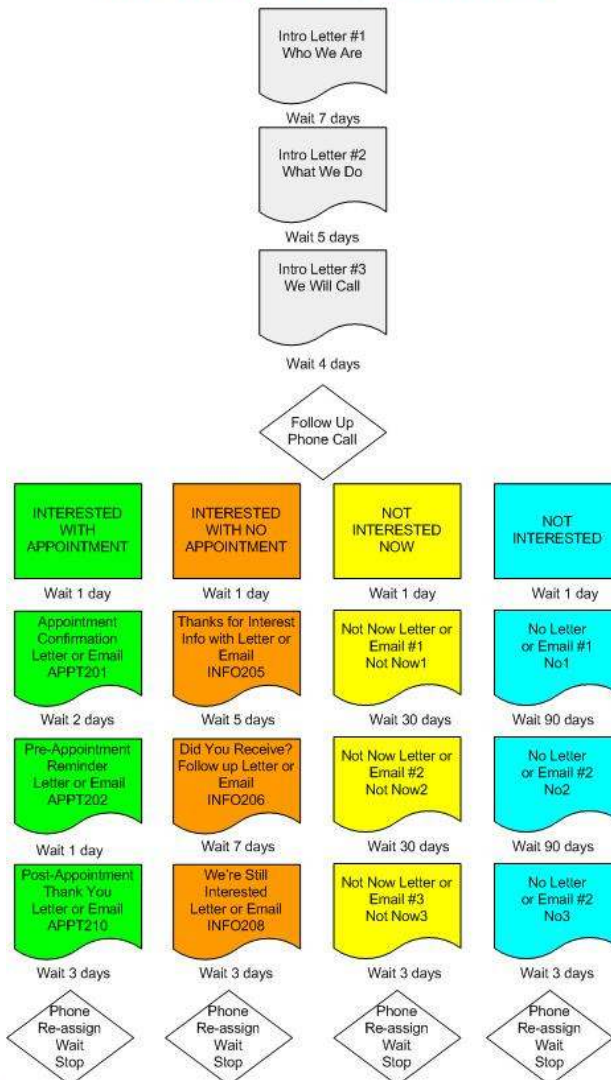 Intro Letter #1
Who We Are
Wait 7 days
Intro Letter #2
What We Do
Wait 5 days
Intro Letter #3
We Will Call
Wait 4 days
Follow Up
Phone Call
INTERESTED
WITH
APPOINTMENT
Wait 1 day
Appointment
Confirmation
Letter or Email
APPT201
Wait 2 days
Pre-Appointment
Reminder
Letter or Email
APPT202
Wait 1 day
Post-Appointment
Thank You
Letter or Email
APPT210
Wait 3 days
Phone
Re-assign
Wait
Stop
INTERESTED
WITH NO
APPOINTMENT
Wait 1 day
Thanks for Interest
Info with Letter or
Email
INFO205
Wait 5 days
Did You Receive?
Follow up Letter or
Email
INFO206
Wait 7 days
We're Still
Interested
Letter or Email
INFO208
Wait 3 days
Phone
Re-assign
Wait
Stop
NOT
INTERESTED
NOW
Wait 1 day
Not Now Letter or
Email #1
Not Now1
Wait 30 days
Not Now Letter or
Email #2
Not Now2
Wait 30 days
Not Now Letter or
Email #3
Not Now3
Wait 3 days
Phone
Re-assign
Wait
Stop
NOT
INTERESTED
Wait 1 day
No Letter
or Email #1
No1
Wait 90 days
No Letter
or Email #2
No2
Wait 90 days
No Letter
or Email #2
No3
Wait 3 days
Phone
Re-assign
Wait
Stop